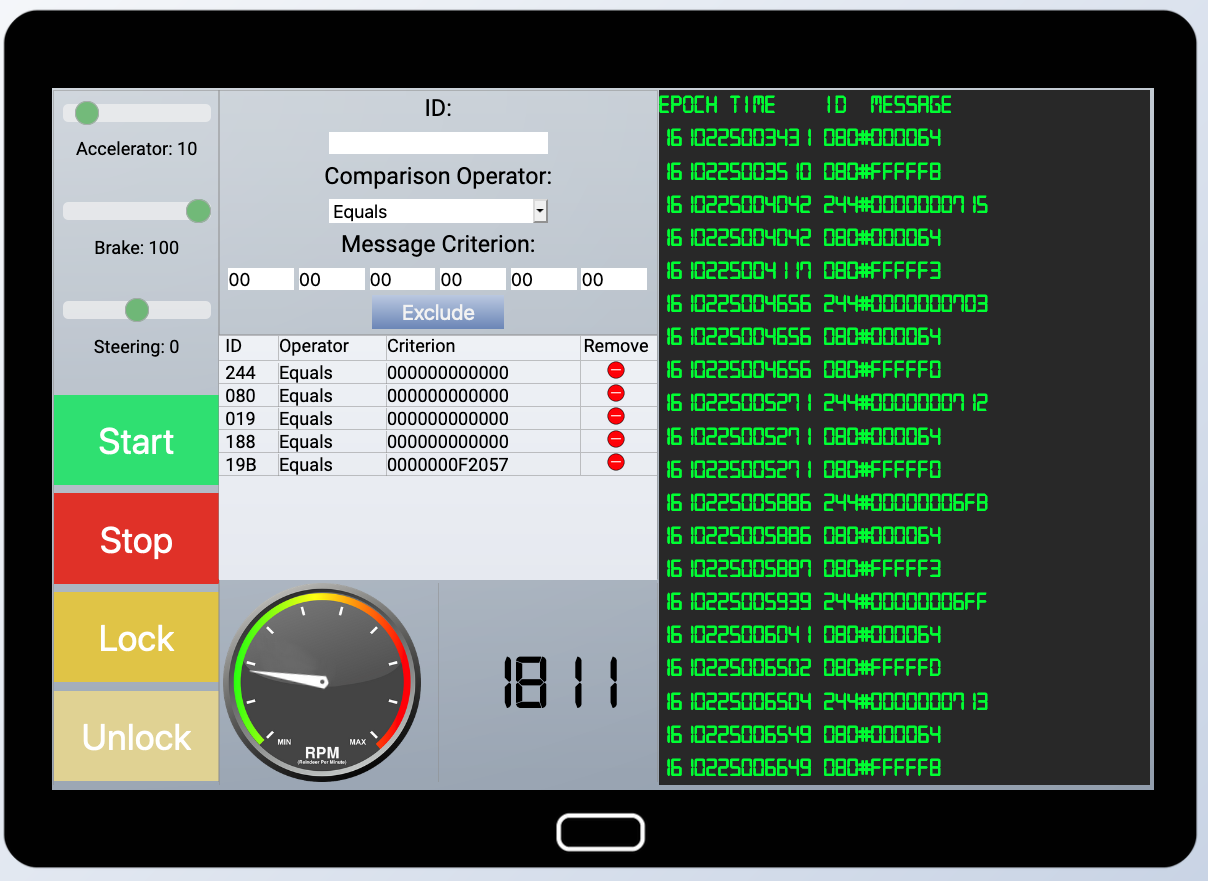 Accelerator: 10
Brake: 100
Steering: 0
Start
Stop
Lock
Unlock
ID:
Comparison Operator:
Equals
Message Criterion:
00 00 00 00 00 00
Exclude
ID Operator Criterion Remove
244 Equals 000000000000
080 Equals 000000000000
019 Equals 000000000000
188 Equals 000000000000
19B Equals 0000000F2057
MIN MAX
RPM
(Reindeer Per Minute)
1811
EPOCH TIME ID MESSAGE
1610225003431 080#000064
1610225003510 080#FFFFF8
1610225004042 244#0000000715
1610225004042 080#000064
1610225004117 080#FFFFF3
1610225004656 244#0000000703
1610225004656 080#000064
1610225004656 080#FFFFF0
1610225005271 244#0000000712
1610225005271 080#000064
1610225005271 080#FFFFF0
1610225005886 244#00000006FB
1610225005886 080#000064
1610225005887 080#FFFFF3
1610225005939 244#00000006FF
1610225006041 080#000064
1610225006502 080#FFFFF0
1610225006504 244#0000000713
1610225006549 080#000064
1610225006649 080#FFFFF8